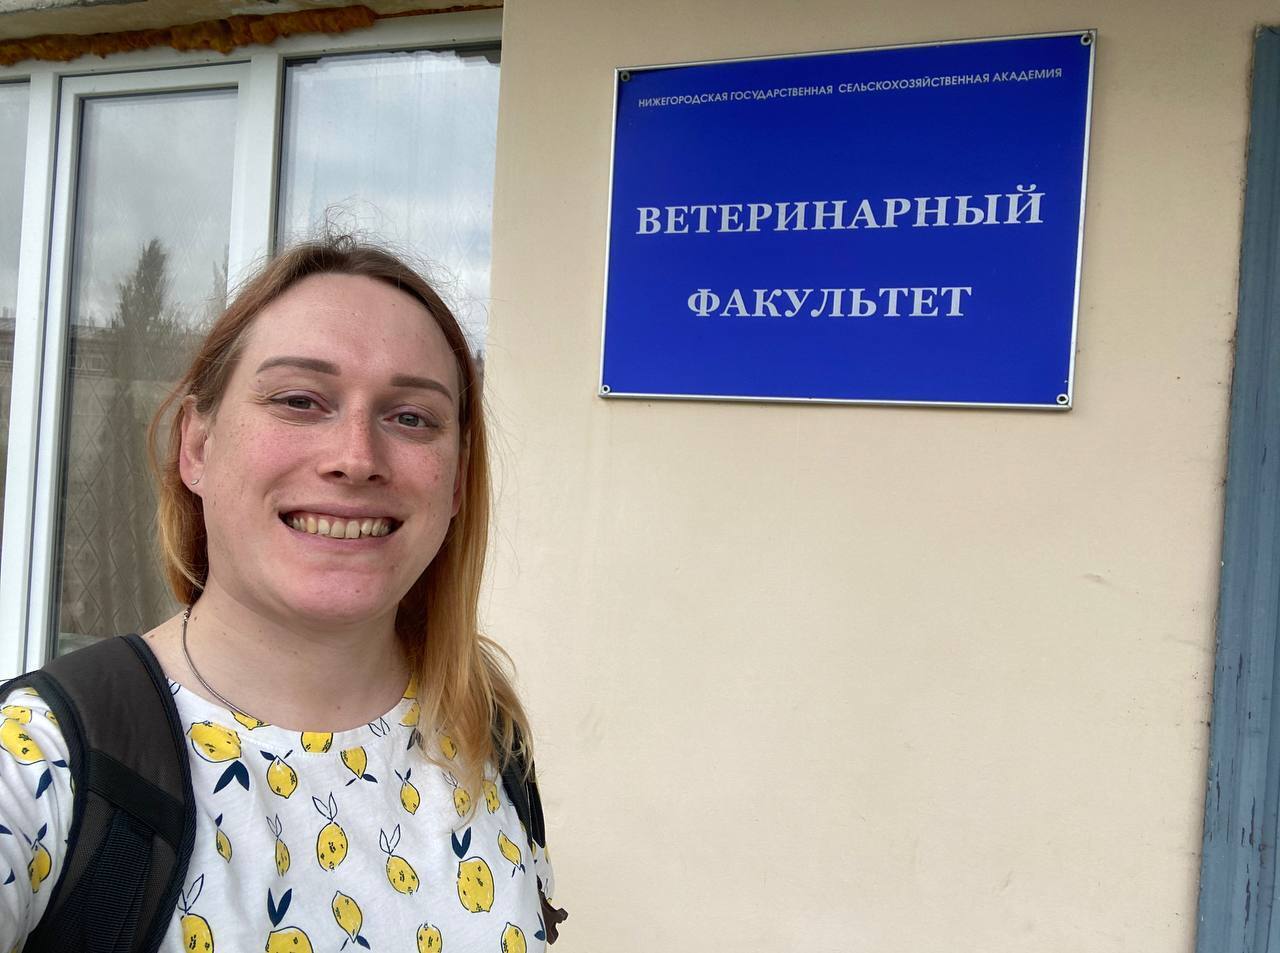 НИЖЕГОРОДСКАЯ ГОСУДАРСТВЕННАЯ СЕЛЬСКОХОЗЯЙСТВЕННАЯ АКАДЕМИЯ
ВЕТЕРИНАРНЫЙ
ФАКУЛЬТЕТ